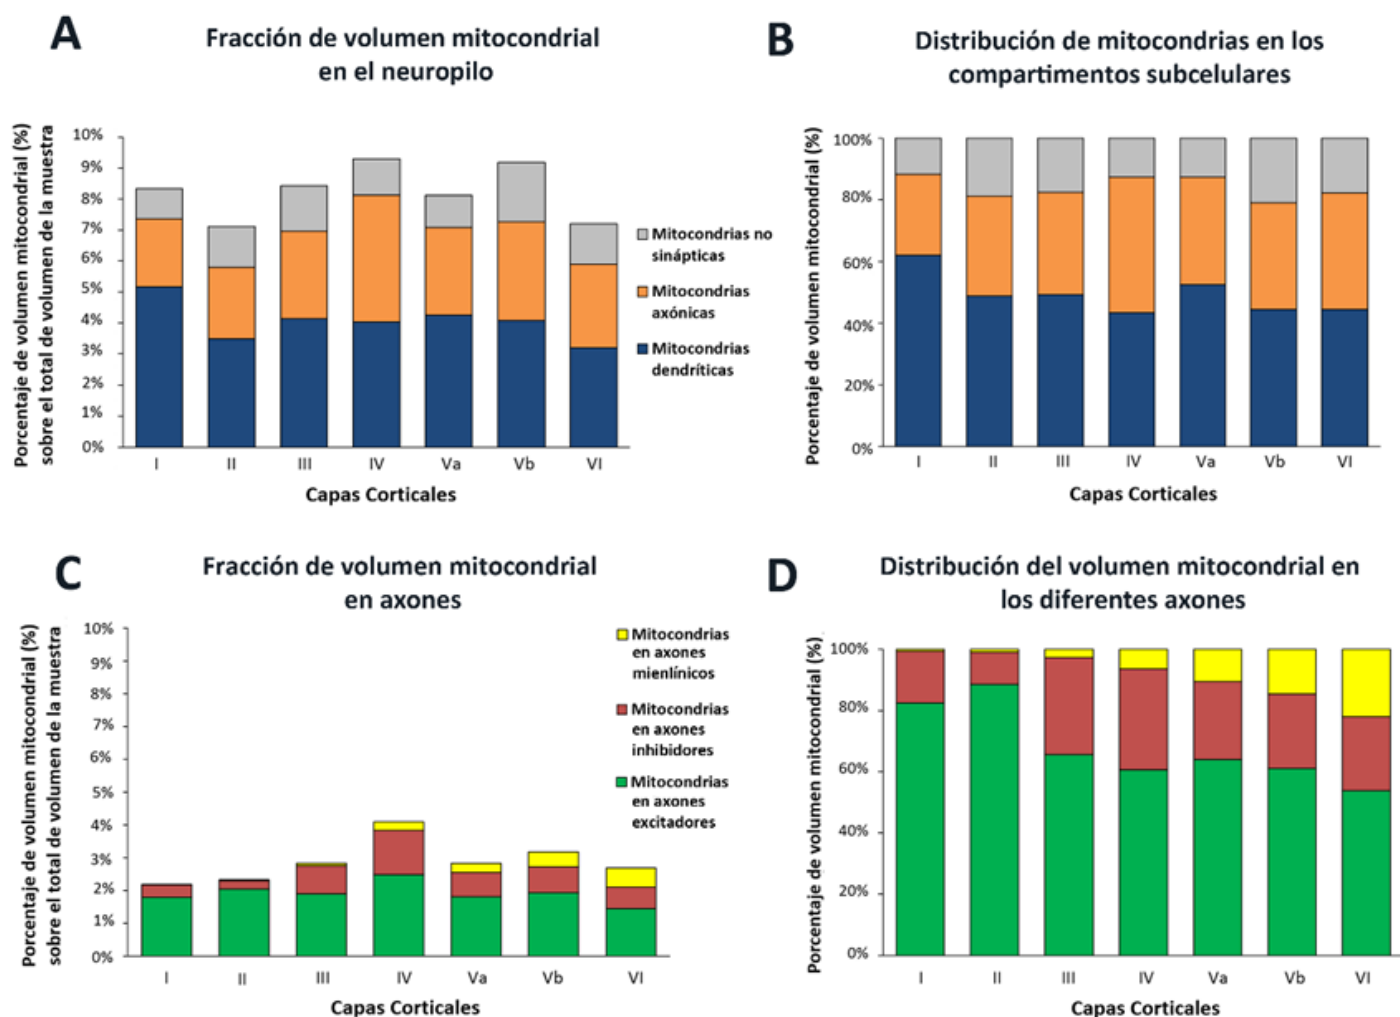 A
Fracción de volumen mitocondrial
en el neuropilo
Porcentaje de volumen mitocondrial (%)
sobre el total de volumen de la muestra
10%
9%
8%
7%
6%
5%
4%
3%
2%
1%
0%
I II III IV Va Vb VI
Capas Corticales
Mitocondrias no
sinápticas
Mitocondrias
axónicas
Mitocondrias
dendríticas
B
Distribución de mitocondrias en los
compartimentos subcelulares
Porcentaje de volumen mitocondrial (%)
100%
80%
60%
40%
20%
0%
I II III IV Va Vb VI
Capas Corticales
C
Fracción de volumen mitocondrial
en axones
Porcentaje de volumen mitocondrial (%)
sobre el total de volumen de la muestra
10%
9%
8%
7%
6%
5%
4%
3%
2%
1%
0%
I II III IV Va Vb VI
Capas Corticales
Mitocondrias
en axones
mienlínicos
Mitocondrias
en axones
inhibidores
Mitocondrias
en axones
excitadores
D
Distribución del volumen mitocondrial en
los diferentes axones
Porcentaje de volumen mitocondrial (%)
100%
80%
60%
40%
20%
0%
I II III IV Va Vb VI
Capas Corticales